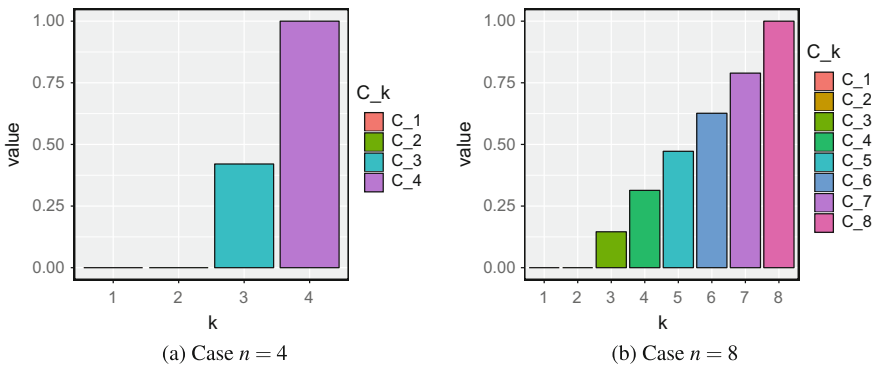 1.00
0.75
0.50
0.25
0.00
value
1 2 3 4
k
C_k
C_1
C_2
C_3
C_4
(a) Case n = 4
1.00
0.75
0.50
0.25
0.00
value
1 2 3 4 5 6 7 8
k
C_k
C_1
C_2
C_3
C_4
C_5
C_6
C_7
C_8
(b) Case n = 8